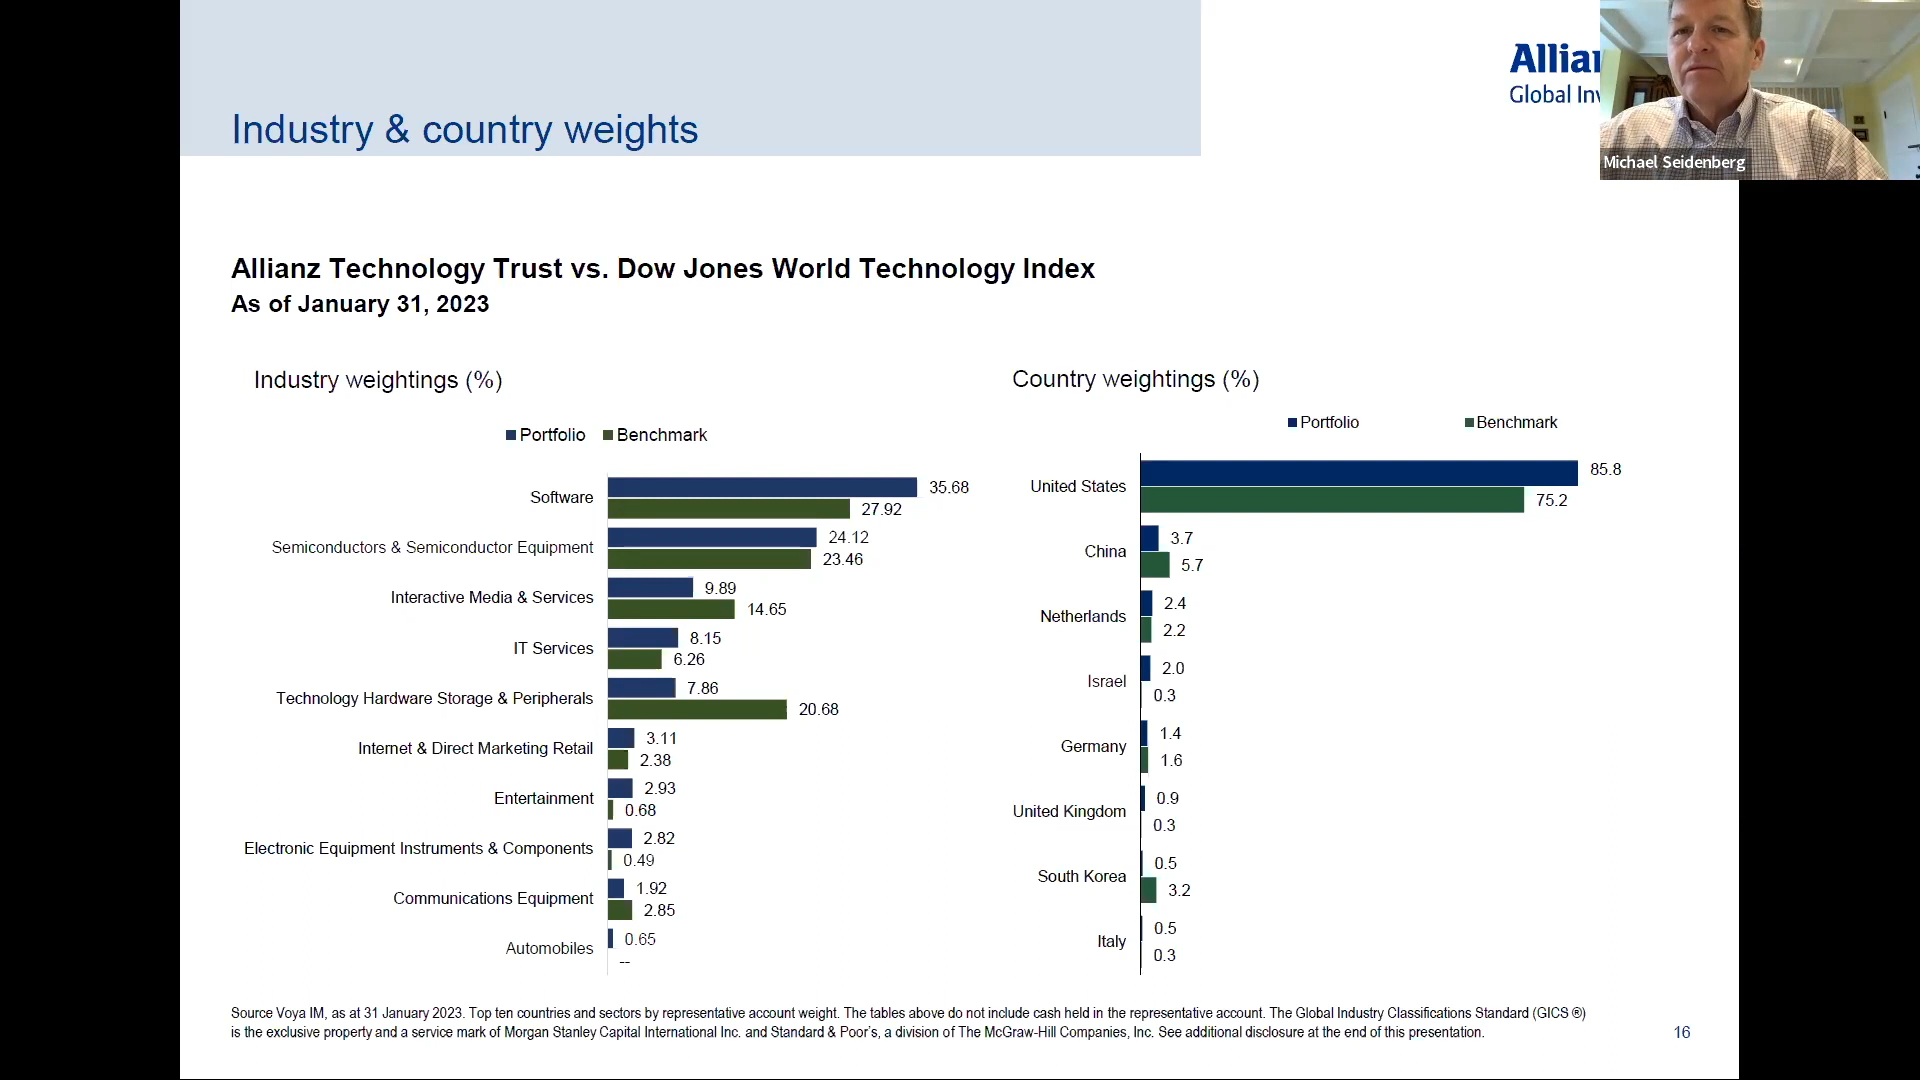 Industry & country weights
Allianz
Global Inv
Michael Seidenberg
Allianz Technology Trust vs. Dow Jones World Technology Index
As of January 31, 2023
Industry weightings (%)
Portfolio Benchmark
Software 35.68
27.92
Semiconductors & Semiconductor Equipment 24.12
23.46
Interactive Media & Services 9.89
14.65
IT Services 8.15
6.26
Technology Hardware Storage & Peripherals 7.86
20.68
Internet & Direct Marketing Retail 3.11
2.38
Entertainment 2.93
0.68
Electronic Equipment Instruments & Components 2.82
0.49
Communications Equipment 1.92
2.85
Automobiles 0.65
--
Country weightings (%)
Portfolio Benchmark
United States 85.8
75.2
China 3.7
5.7
Netherlands 2.4
2.2
Israel 2.0
0.3
Germany 1.4
1.6
United Kingdom 0.9
0.3
South Korea 0.5
3.2
Italy 0.5
0.3
Source Voya IM, as at 31 January 2023. Top ten countries and sectors by representative account weight. The tables above do not include cash held in the representative account. The Global Industry Classifications Standard (GICS ®)
is the exclusive property and a service mark of Morgan Stanley Capital International Inc. and Standard & Poor's, a division of The McGraw-Hill Companies, Inc. See additional disclosure at the end of this presentation.
16